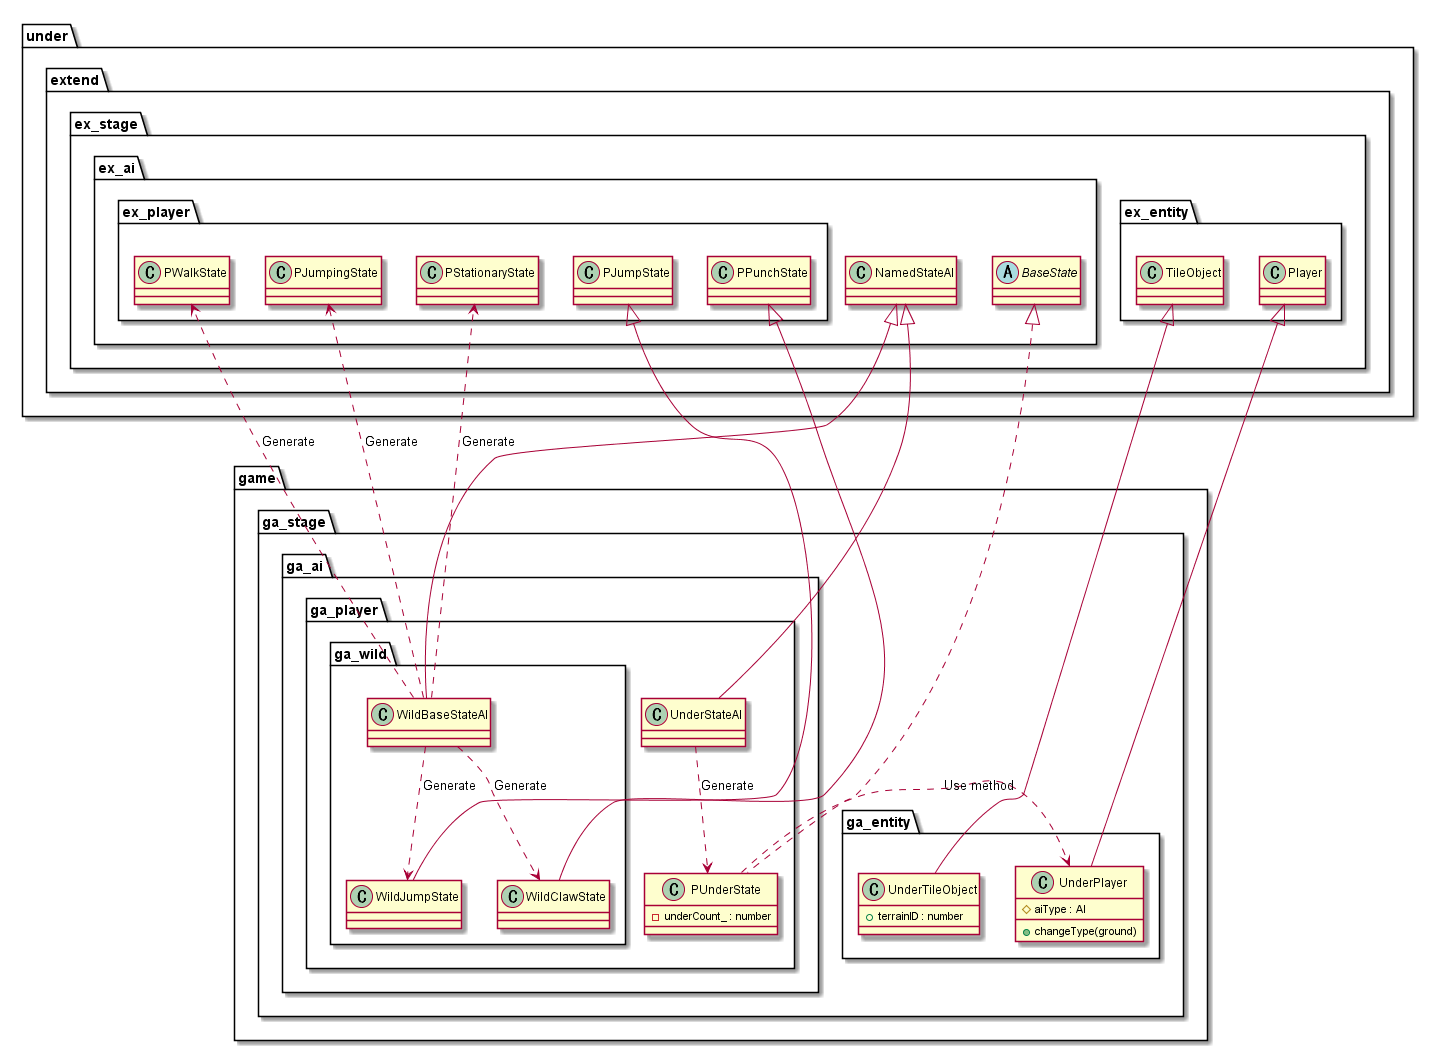 under
extend
ex_stage
ex_ai
ex_player
ex_entity
PWalkState
PJumpingState
PStationaryState
PJumpState
PPunchState
NamedStateAI
BaseState
TileObject
Player
Generate
Generate
Generate
game
ga_stage
ga_ai
ga_player
ga_wild
WildBaseStateAI
UnderStateAI
Generate
Generate
Generate
Use method
ga_entity
WildJumpState
WildClawState
PUnderState
underCount_ : number
UnderTileObject
terrainID : number
UnderPlayer
aiType : AI
changeType(ground)